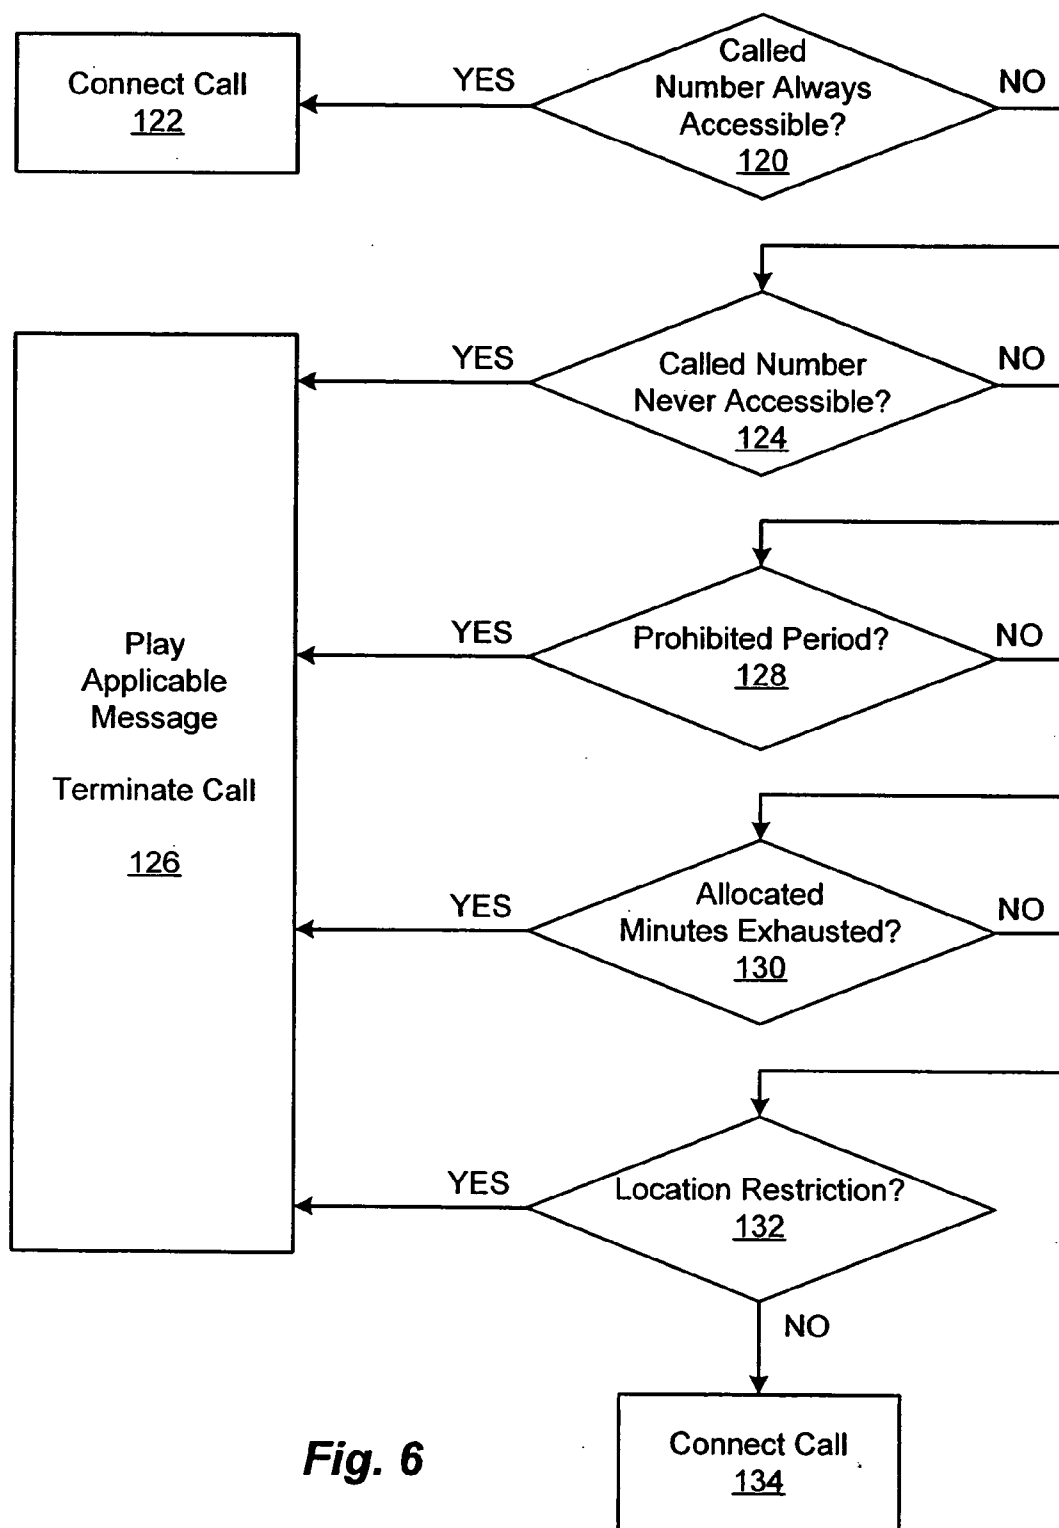 Connect Call
122
YES
Called
Number Always
Accessible?
120
NO
YES
Called Number
Never Accessible?
124
NO
Play
Applicable
Message
Terminate Call
126
YES
Prohibited Period?
128
NO
YES
Allocated
Minutes Exhausted?
130
NO
YES
Location Restriction?
132
NO
Connect Call
134
Fig. 6